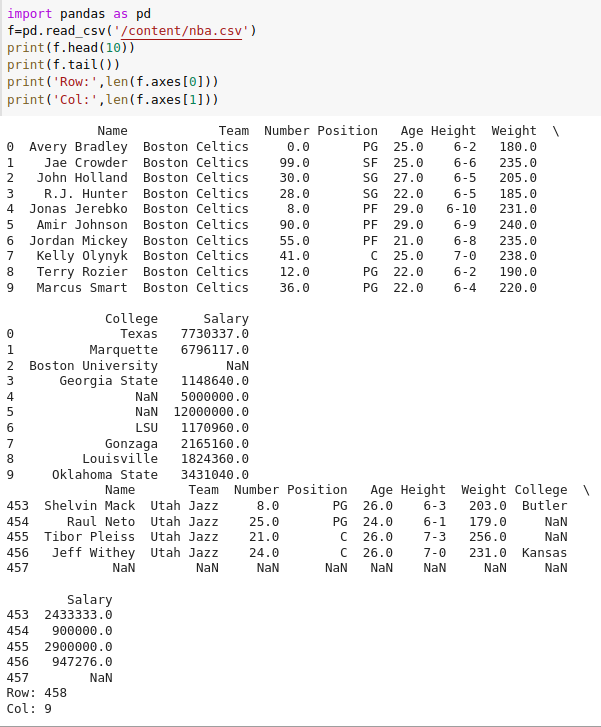 import pandas as pd
f=pd.read_csv('/content/nba.csv')
print(f.head(10))
print(f.tail())
print('Row:',len(f.axes[0]))
print('Col:',len(f.axes[1]))
            Name            Team  Number Position   Age Height  Weight  \
0  Avery Bradley  Boston Celtics     0.0       PG  25.0    6-2   180.0
1    Jae Crowder  Boston Celtics    99.0       SF  25.0    6-6   235.0
2   John Holland  Boston Celtics    30.0       SG  27.0    6-5   205.0
3    R.J. Hunter  Boston Celtics    28.0       SG  22.0    6-5   185.0
4  Jonas Jerebko  Boston Celtics     8.0       PF  29.0   6-10   231.0
5   Amir Johnson  Boston Celtics    90.0       PF  29.0    6-9   240.0
6  Jordan Mickey  Boston Celtics    55.0       PF  21.0    6-8   235.0
7   Kelly Olynyk  Boston Celtics    41.0        C  25.0    7-0   238.0
8   Terry Rozier  Boston Celtics    12.0       PG  22.0    6-2   190.0
9   Marcus Smart  Boston Celtics    36.0       PG  22.0    6-4   220.0
             College      Salary
0              Texas   7730337.0
1          Marquette   6796117.0
2  Boston University         NaN
3      Georgia State   1148640.0
4                NaN   5000000.0
5                NaN  12000000.0
6                LSU   1170960.0
7            Gonzaga   2165160.0
8         Louisville   1824360.0
9     Oklahoma State   3431040.0
             Name       Team  Number Position   Age Height  Weight College  \
453  Shelvin Mack  Utah Jazz     8.0       PG  26.0    6-3   203.0  Butler
454     Raul Neto  Utah Jazz    25.0       PG  24.0    6-1   179.0     NaN
455  Tibor Pleiss  Utah Jazz    21.0        C  26.0    7-3   256.0     NaN
456   Jeff Withey  Utah Jazz    24.0        C  26.0    7-0   231.0  Kansas
457           NaN        NaN     NaN      NaN   NaN    NaN     NaN     NaN
        Salary
453  2433333.0
454   900000.0
455  2900000.0
456   947276.0
457        NaN
Row: 458
Col: 9